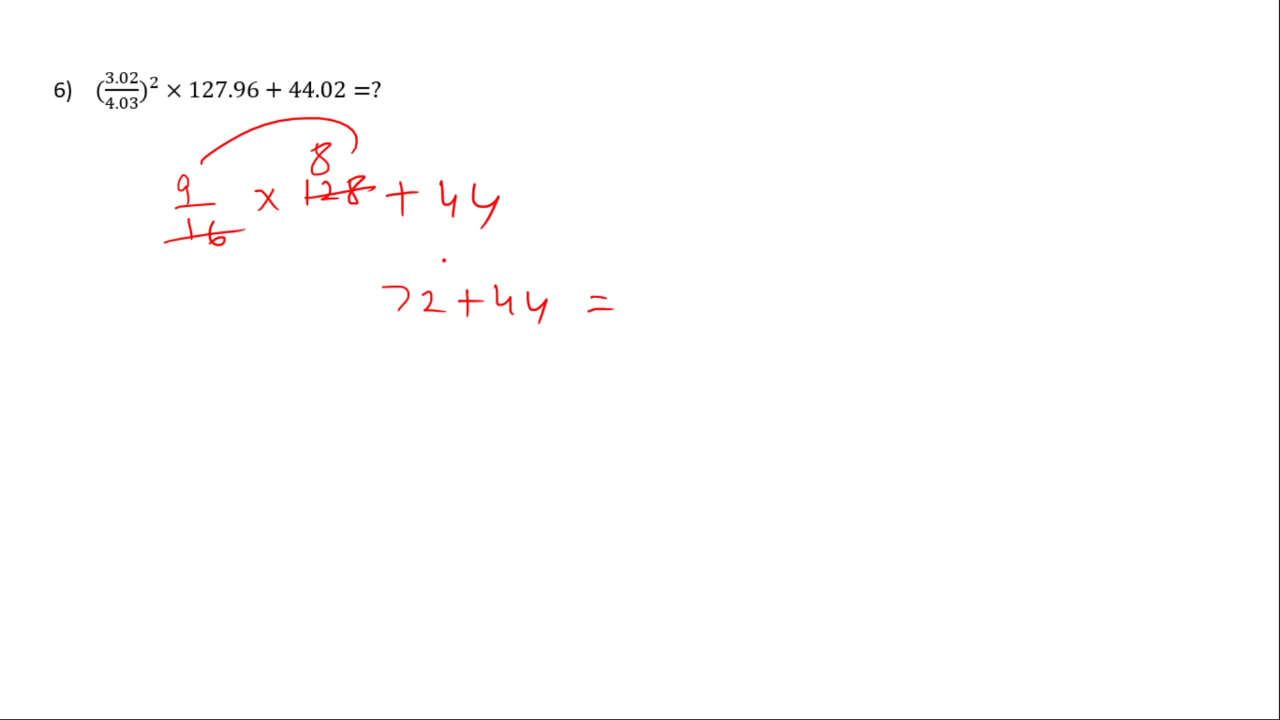 6) (3.02/4.03)² × 127.96 + 44.02 =?
8
9/16 × 128 + 44
72 + 44 =